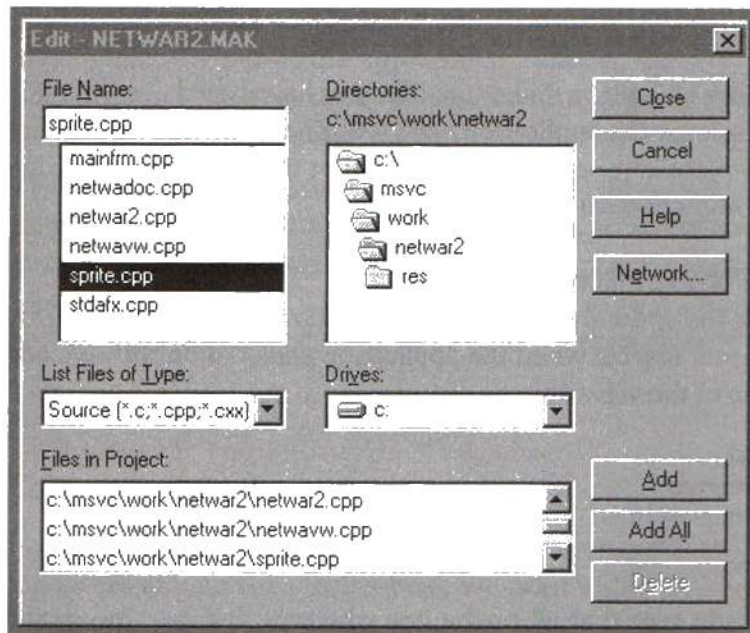 Edit - NETWAR2.MAK
File Name:
sprite.cpp
mainfrm.cpp
netwadoc.cpp
netwar2.cpp
netwavw.cpp
sprite.cpp
stdafx.cpp
List Files of Type:
Source (*.c;*.cpp;*.cxx)
Directories:
c:\msvc\work\netwar2
c:\
msvc
work
netwar2
res
Drives:
c:
Close
Cancel
Help
Network...
Files in Project:
c:\msvc\work\netwar2\netwar2.cpp
c:\msvc\work\netwar2\netwavw.cpp
c:\msvc\work\netwar2\sprite.cpp
Add
Add All
Delete